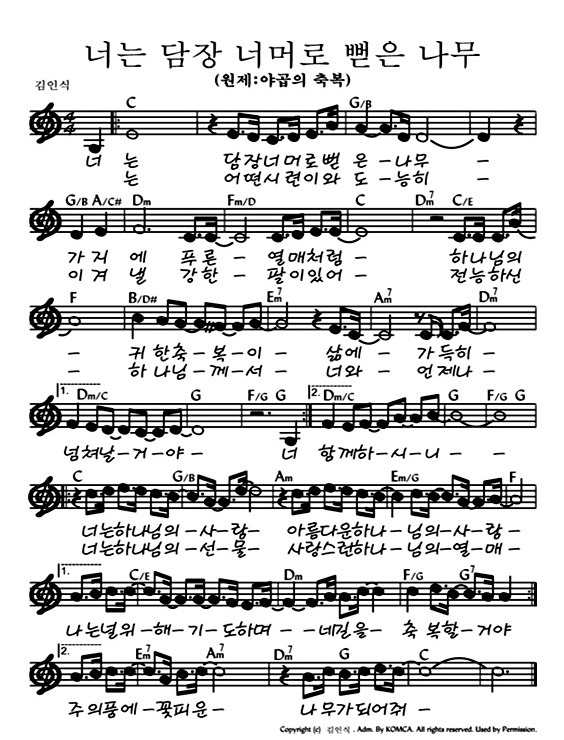 너는 담장 너머로 뻗은 나무
(원제:야곱의 축복)
김인식
C G/B
너 는 담장너머로뻗 은 - 나무 -
는 어떤시련이와 도 - 능히 -
G/B A/C# Dm Fm/D C Dm7 C/E
가 지 에 푸른 - 열매처럼 - 하나님의
이 겨 낼 강한 - 팔이있어 - 전능하신
F B/D# Em7 Am7 Dm7
- 귀 한축 - 복 - 이 - 삶에 - 가 득히 -
- 하 나님 - 께 - 서 - 너와 - 언 제나 -
1. Dm/C G F/G G 2. Dm/C G F/G G
넘쳐날 - 거 - 야 - 너 함께하 - 시 - 니 - -
C G/B Am Em/G F
너는하나님의 - 사 - 랑 - 아름다운하나 - 님의 - 사 - 랑 -
너는하나님의 - 선 - 물 - 사랑스런하나 - 님의 - 열 - 매 -
1. C/E Dm F/G G7
나는널위 - 해 - 기 - 도하며 - - 네길을 - 축 복할 - 거야
2. Em7 Am7 Dm7 G C
주의풍에 - 꽃피운 - 나무가되어줘 -
Copyright (c) 김인식 . Adm. By KOMCA. All rights reserved. Used by Permission.